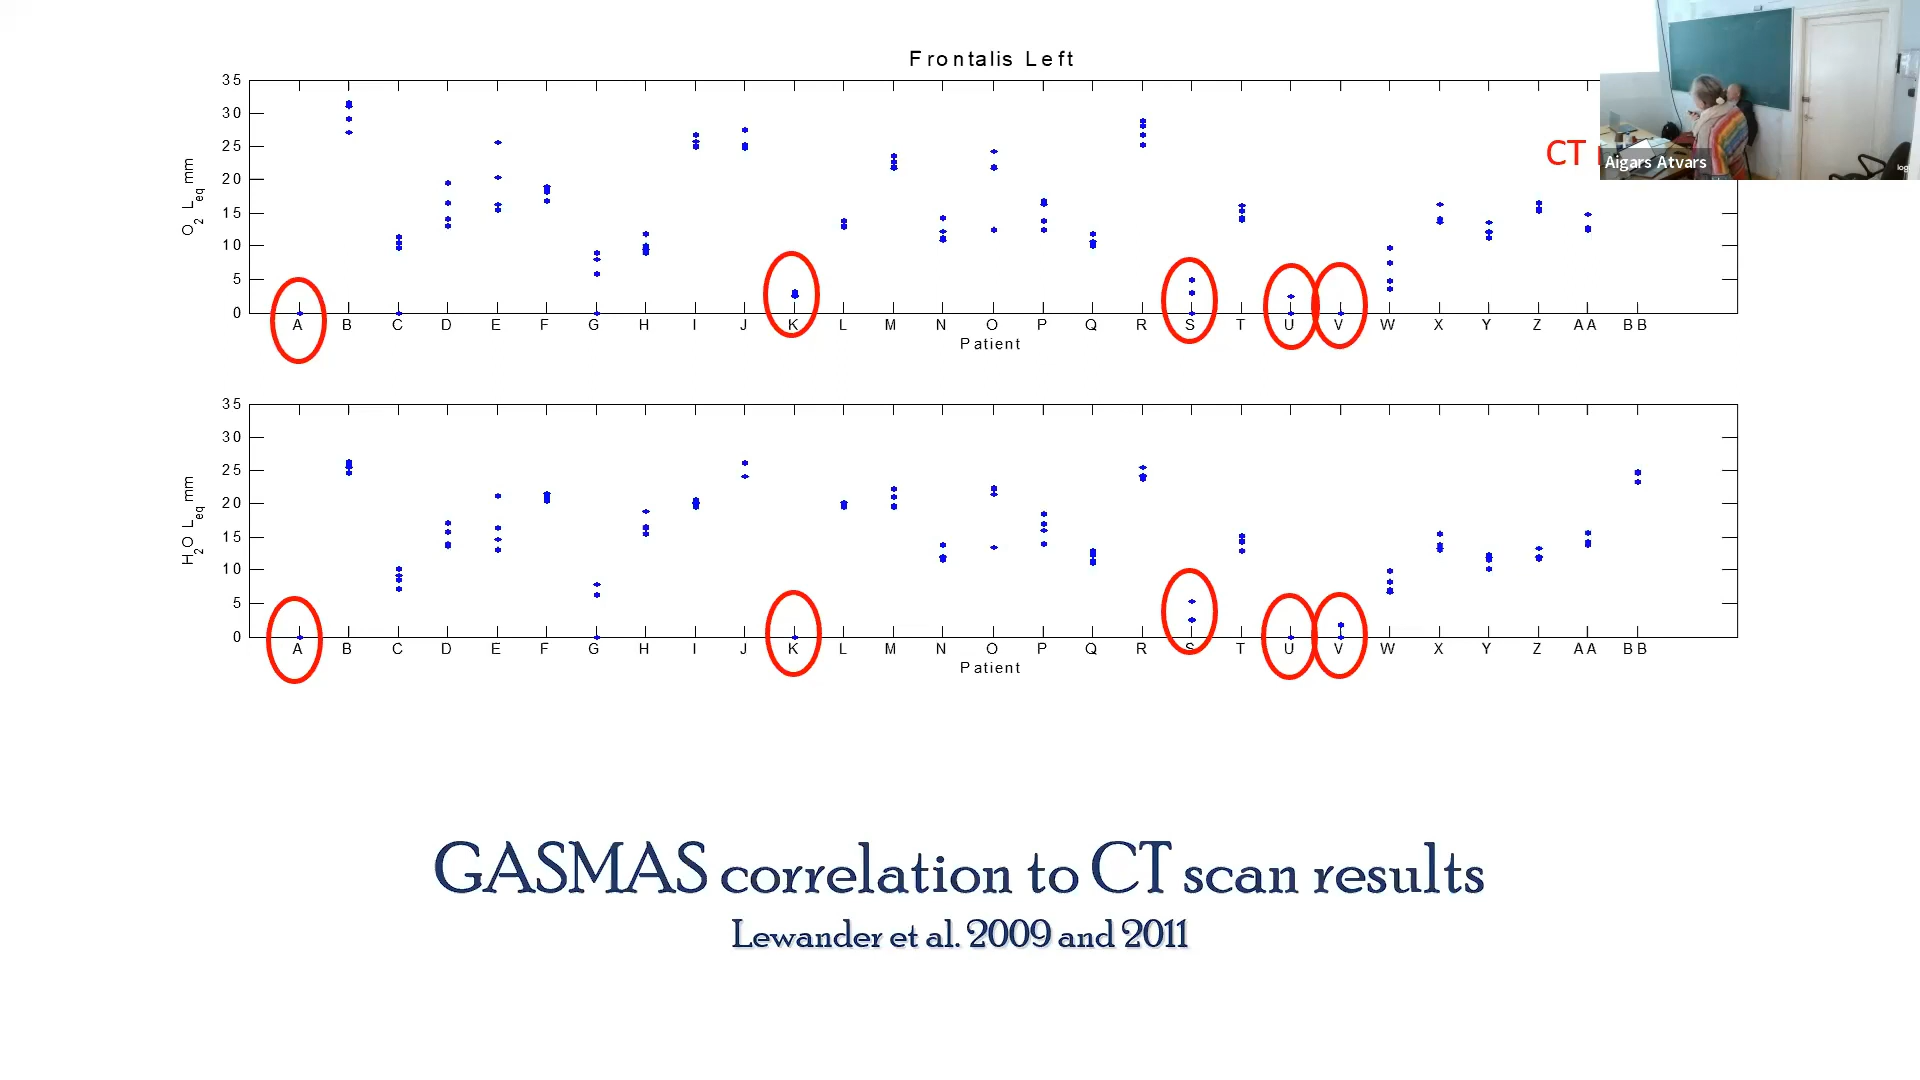 Frontalis Left
35
30
25
20
15
10
5
0
O2 Leq mm
A B C D E F G H I J K L M N O P Q R S T U V W X Y Z AA BB
Patient
CT
Aigars Atvars
35
30
25
20
15
10
5
0
H2O Leq mm
A B C D E F G H I J K L M N O P Q R S T U V W X Y Z AA BB
Patient
GASMAS correlation to CT scan results
Lewander et al. 2009 and 2011